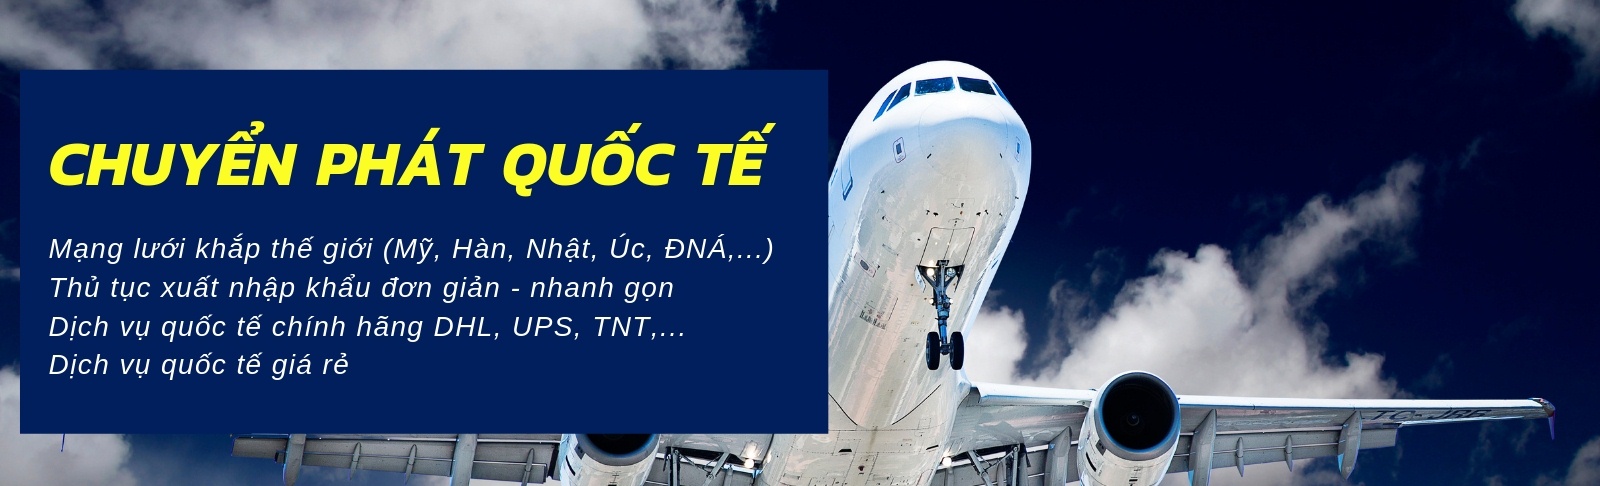 CHUYỂN PHÁT QUỐC TẾ
Mạng lưới khắp thế giới (Mỹ, Hàn, Nhật, Úc, ĐNÁ,...)
Thủ tục xuất nhập khẩu đơn giản - nhanh gọn
Dịch vụ quốc tế chính hãng DHL, UPS, TNT,...
Dịch vụ quốc tế giá rẻ